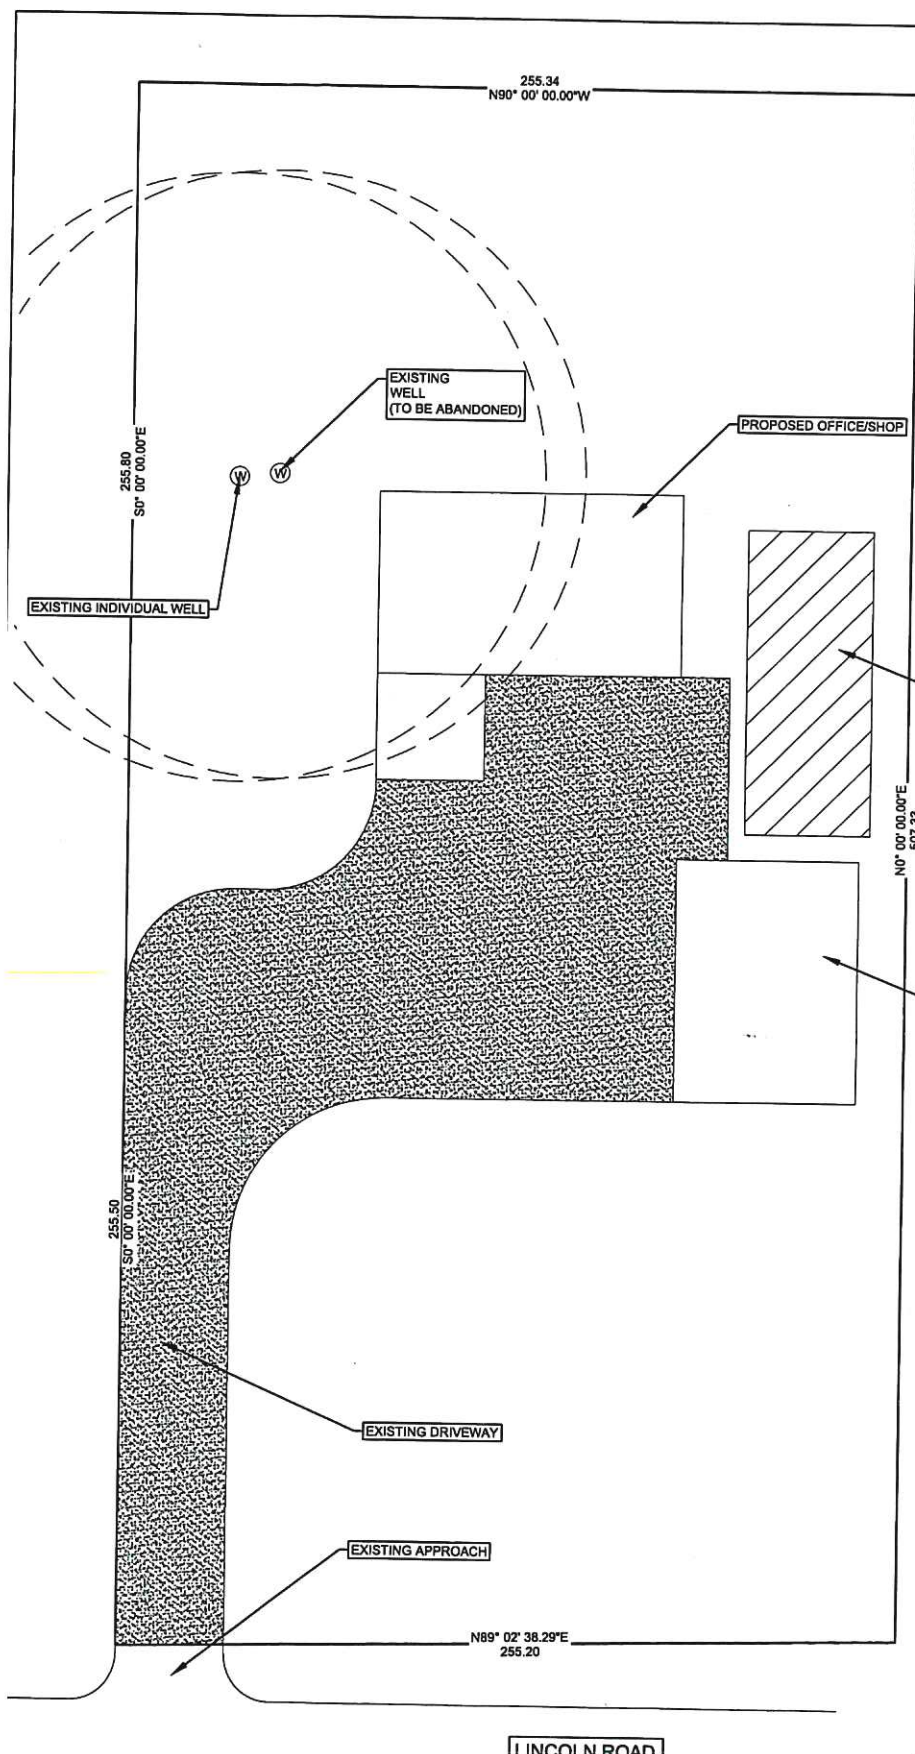 255.34
N90° 00' 00.00"W
EXISTING
WELL
(TO BE ABANDONED)
PROPOSED OFFICE/SHOP
255.80
S0° 00' 00.00"E
W
W
EXISTING INDIVIDUAL WELL
N0° 00' 00.00"E
507.33
255.50
S0° 00' 00.00"E
EXISTING DRIVEWAY
EXISTING APPROACH
N89° 02' 38.29"E
255.20
LINCOLN ROAD